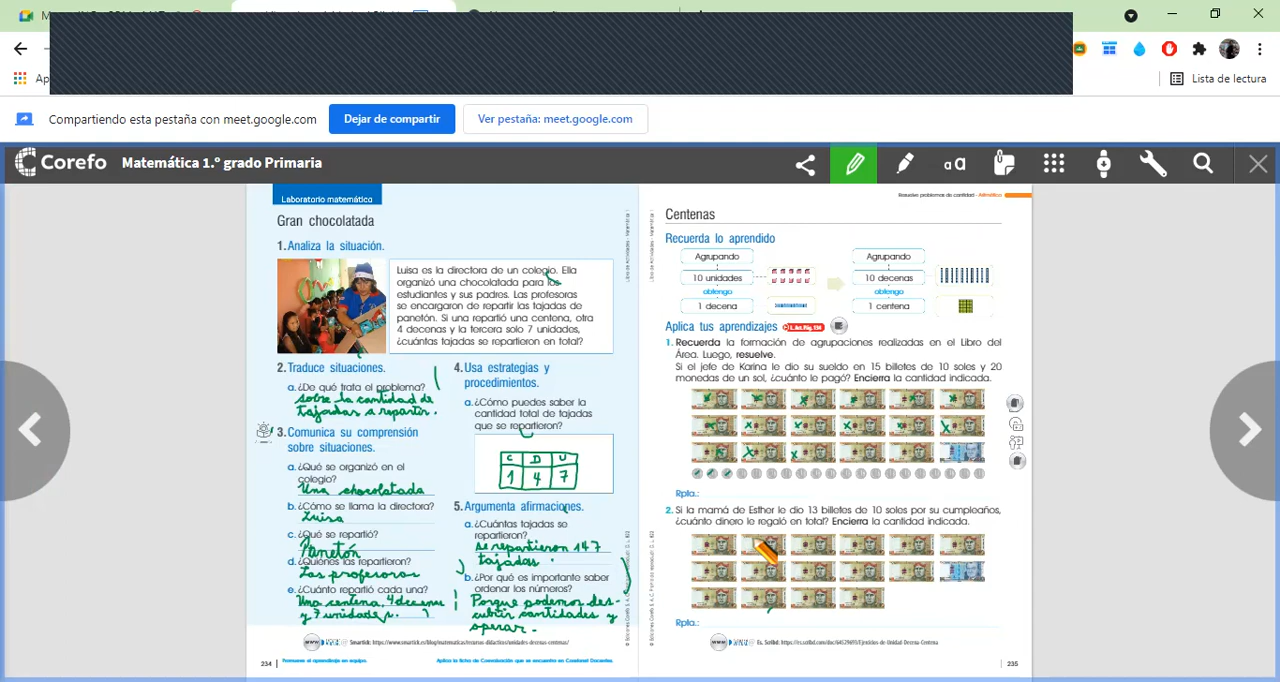 Lista de lectura
Compartiendo esta pestaña con meet.google.com
Dejar de compartir
Ver pestaña: meet.google.com
Corefo
Matemática 1.º grado Primaria
Laboratorio matemático
Gran chocolatada
1. Analiza la situación.
Luisa es la directora de un colegio. Ella
organizó una chocolatada para los
estudiantes y sus padres. Las profesoras
se encargaron de repartir las tajadas de
panetón. Si una repartió una centena, otra
4 decenas y la tercera solo 7 unidades,
¿cuántas tajadas se repartieron en total?
2. Traduce situaciones.
a. ¿De qué trata el problema?
sobre la cantidad de
tajadas a repartir.
3. Comunica su comprensión
sobre situaciones.
a. ¿Qué se organizó en el
colegio?
Una chocolatada
b. ¿Cómo se llama la directora?
Luisa
c. ¿Qué se repartió?
Panetón
d. ¿Quiénes las repartieron?
Las profesoras
e. ¿Cuánto repartió cada una?
Una centena, 4 decenas
y 7 unidades.
4. Usa estrategias y
procedimientos.
a. ¿Cómo puedes saber la
cantidad total de tajadas
que se repartieron?
C D U
1 4 7
5. Argumenta afirmaciones.
a. ¿Cuántas tajadas se
repartieron?
se repartieron 147
tajadas.
b. ¿Por qué es importante saber
ordenar los números?
Porque podemos des-
cubrir cantidades y
operar.
234
Promueve el aprendizaje en equipo.
Resuelve problemas de cantidad - Aritmética
Centenas
Recuerda lo aprendido
Agrupando
10 unidades
obtengo
1 decena
Agrupando
10 decenas
obtengo
1 centena
Aplica tus aprendizajes
1. Recuerda la formación de agrupaciones realizadas en el Libro del
Área. Luego, resuelve.
Si el jefe de Karina le dio su sueldo en 15 billetes de 10 soles y 20
monedas de un sol, ¿cuánto le pagó? Encierra la cantidad indicada.
Rpta.:
2. Si la mamá de Esther le dio 13 billetes de 10 soles por su cumpleaños,
¿cuánto dinero le regaló en total? Encierra la cantidad indicada.
Rpta.:
235